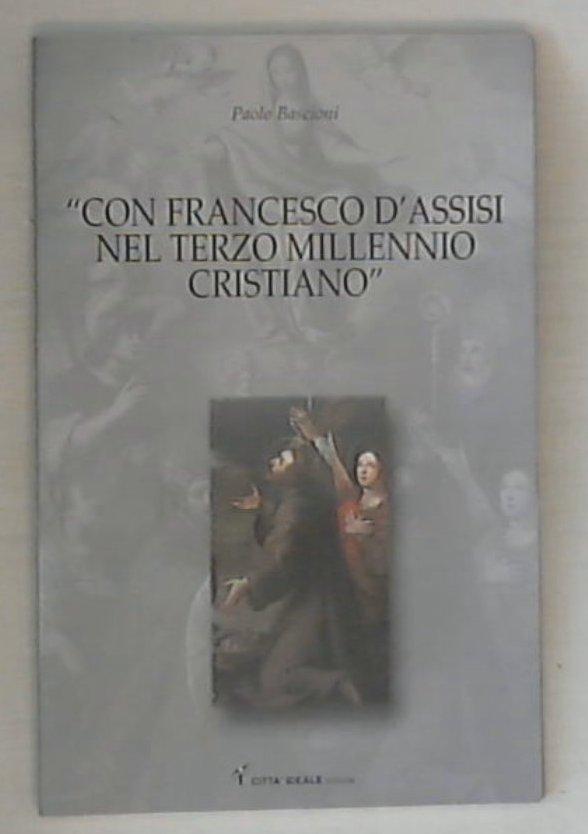 Paolo Bascioni
“CON FRANCESCO D’ASSISI
NEL TERZO MILLENNIO
CRISTIANO”
CITTA’ IDEALE